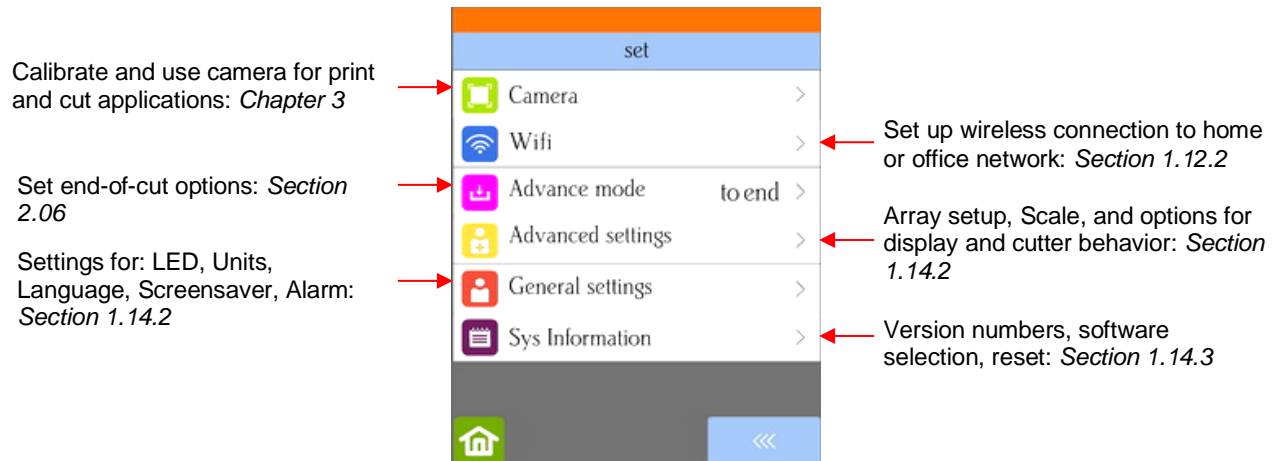 set
Calibrate and use camera for print
and cut applications: Chapter 3
Camera
Wifi
Set up wireless connection to home
or office network: Section 1.12.2
Set end-of-cut options: Section
2.06
Advance mode to end
Advanced settings
Array setup, Scale, and options for
display and cutter behavior: Section
1.14.2
Settings for: LED, Units,
Language, Screensaver, Alarm:
Section 1.14.2
General settings
Sys Information
Version numbers, software
selection, reset: Section 1.14.3